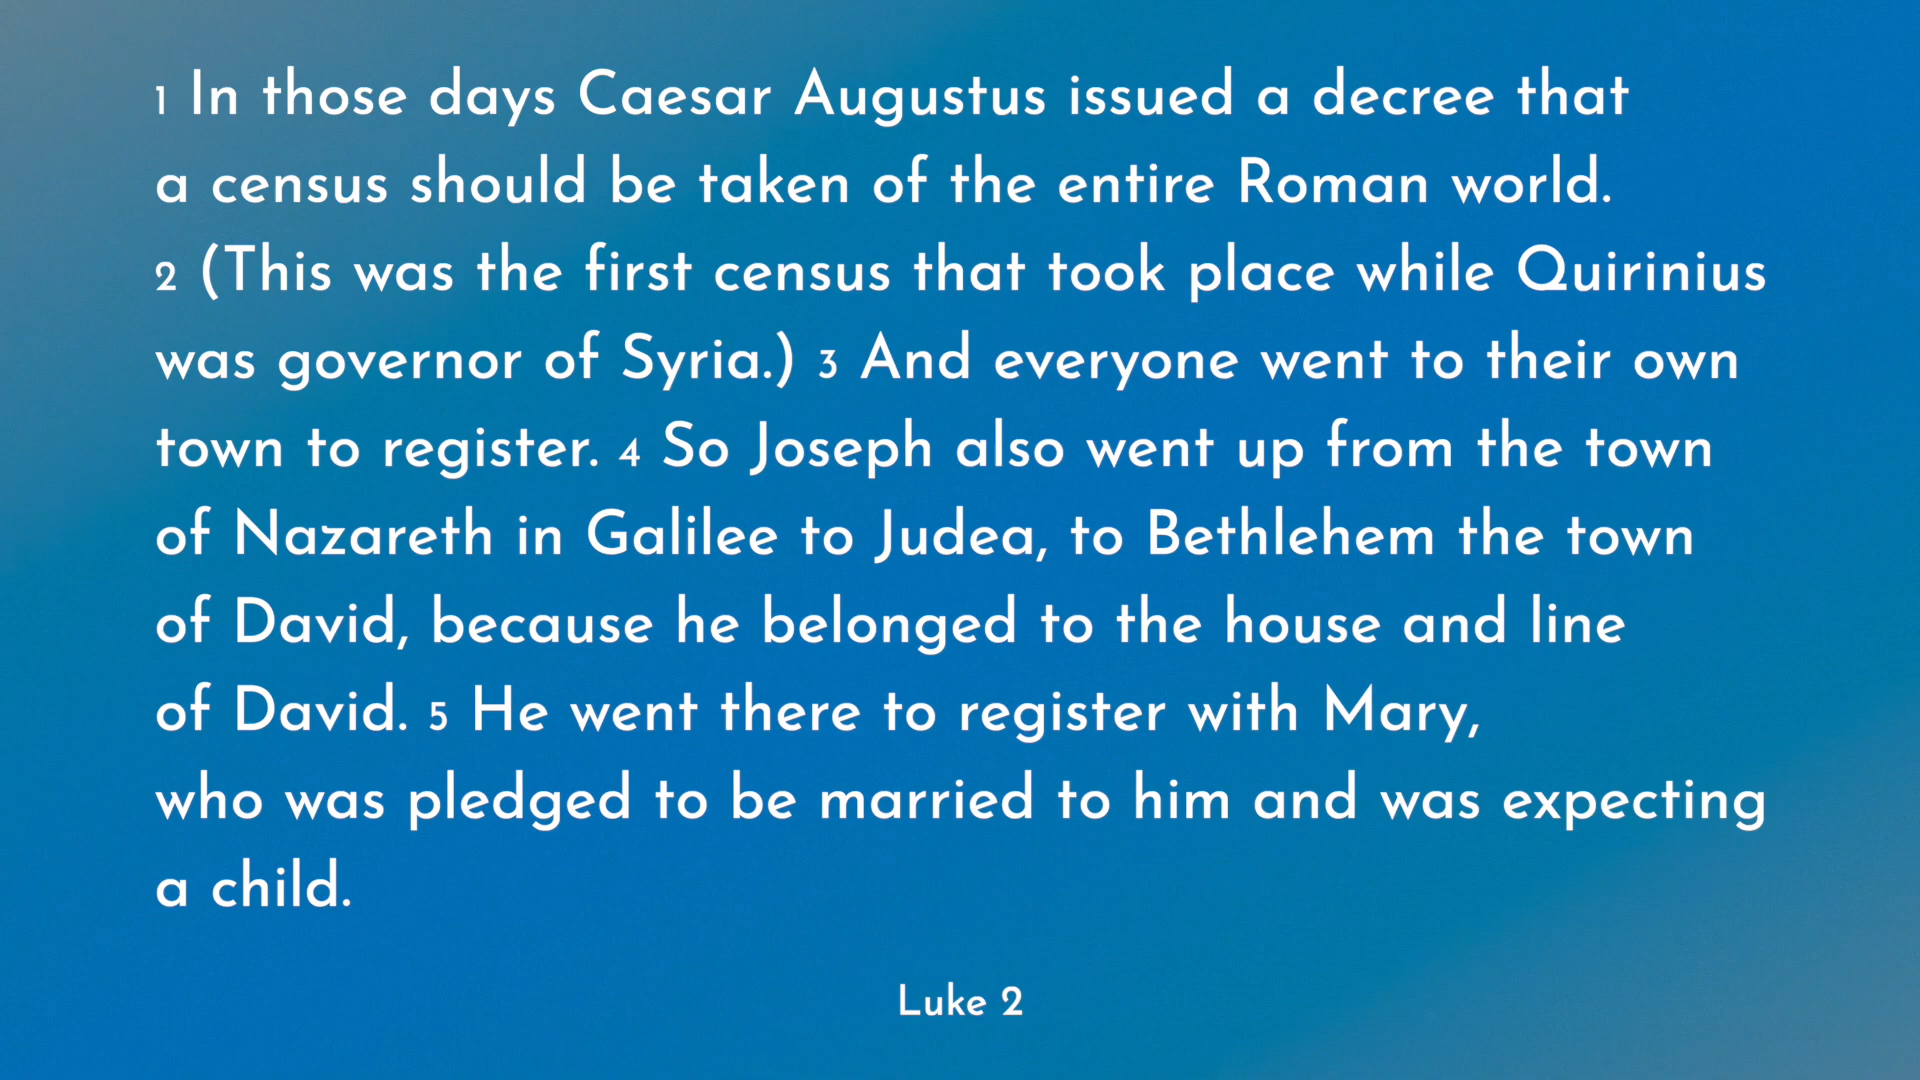 1 In those days Caesar Augustus issued a decree that
a census should be taken of the entire Roman world.
2 (This was the first census that took place while Quirinius
was governor of Syria.) 3 And everyone went to their own
town to register. 4 So Joseph also went up from the town
of Nazareth in Galilee to Judea, to Bethlehem the town
of David, because he belonged to the house and line
of David. 5 He went there to register with Mary,
who was pledged to be married to him and was expecting
a child.
Luke 2